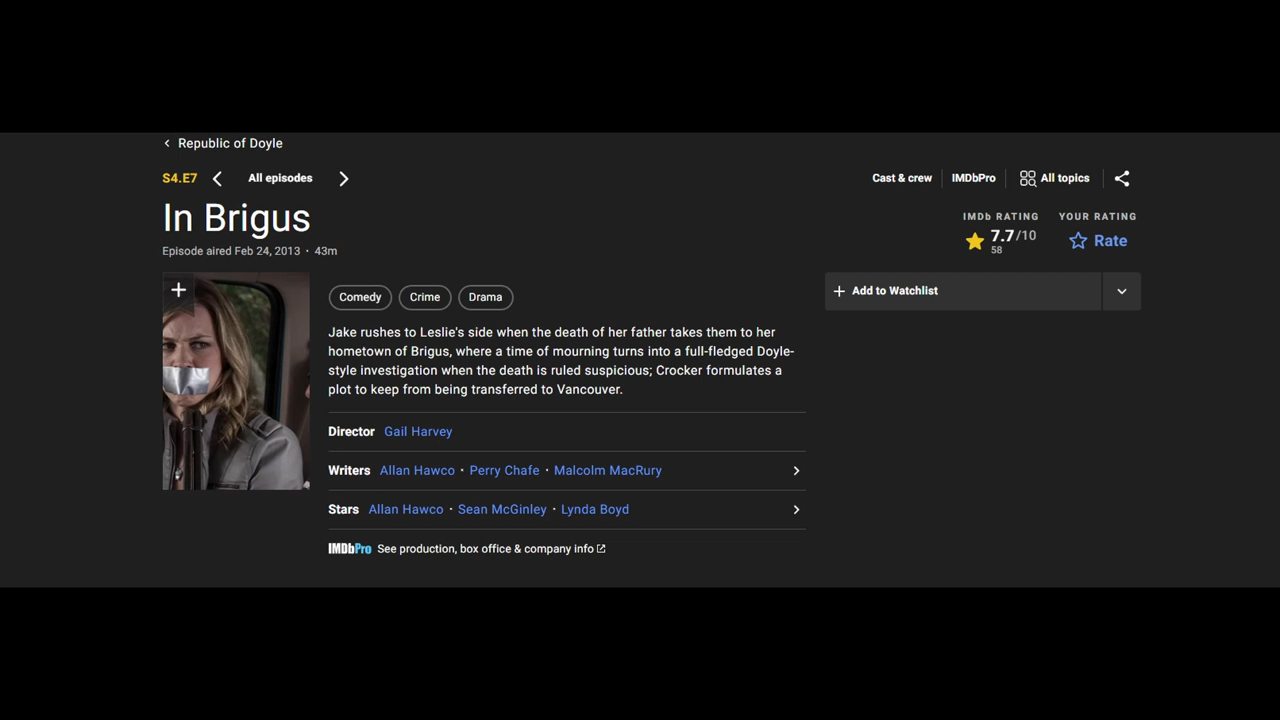 Republic of Doyle
S4.E7 All episodes
Cast & crew IMDbPro All topics
In Brigus
Episode aired Feb 24, 2013 · 43m
IMDb RATING YOUR RATING
7.7/10 Rate
58
Comedy Crime Drama
Add to Watchlist
Jake rushes to Leslie's side when the death of her father takes them to her
hometown of Brigus, where a time of mourning turns into a full-fledged Doyle-
style investigation when the death is ruled suspicious; Crocker formulates a
plot to keep from being transferred to Vancouver.
Director Gail Harvey
Writers Allan Hawco · Perry Chafe · Malcolm MacRury
Stars Allan Hawco · Sean McGinley · Lynda Boyd
IMDbPro See production, box office & company info